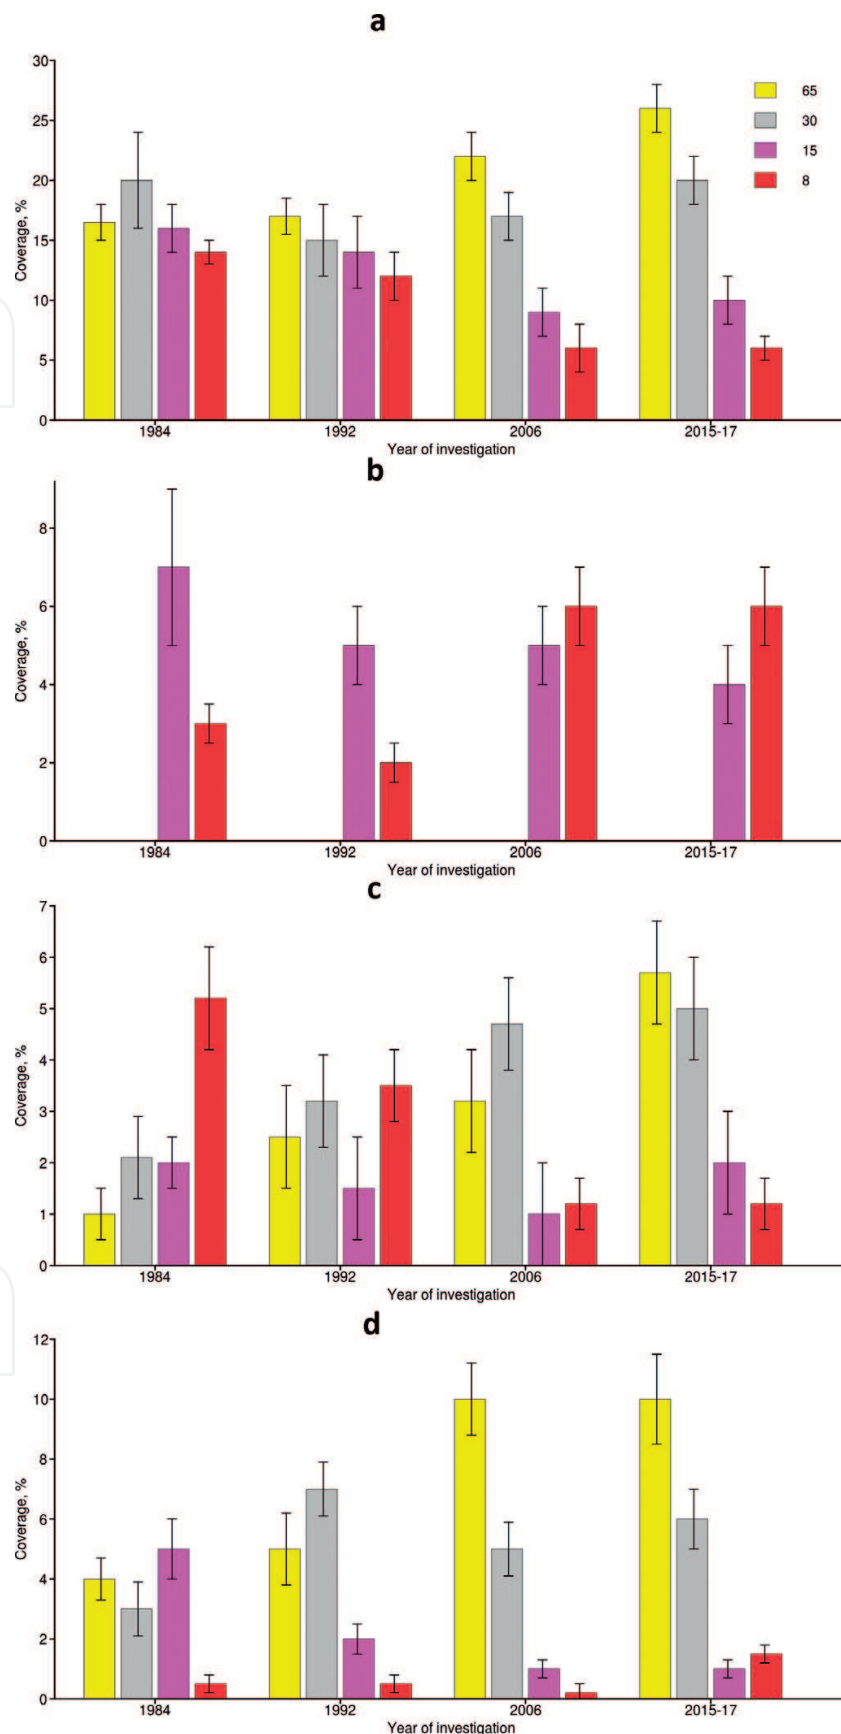 a
30
25
20
15
10
5
0
Coverage, %
65
30
15
8
1984 1992 2006 2015-17
Year of investigation
b
8
6
4
2
0
Coverage, %
1984 1992 2006 2015-17
Year of investigation
c
7
6
5
4
3
2
1
0
Coverage, %
1984 1992 2006 2015-17
Year of investigation
d
12
10
8
6
4
2
0
Coverage, %
1984 1992 2006 2015-17
Year of investigation